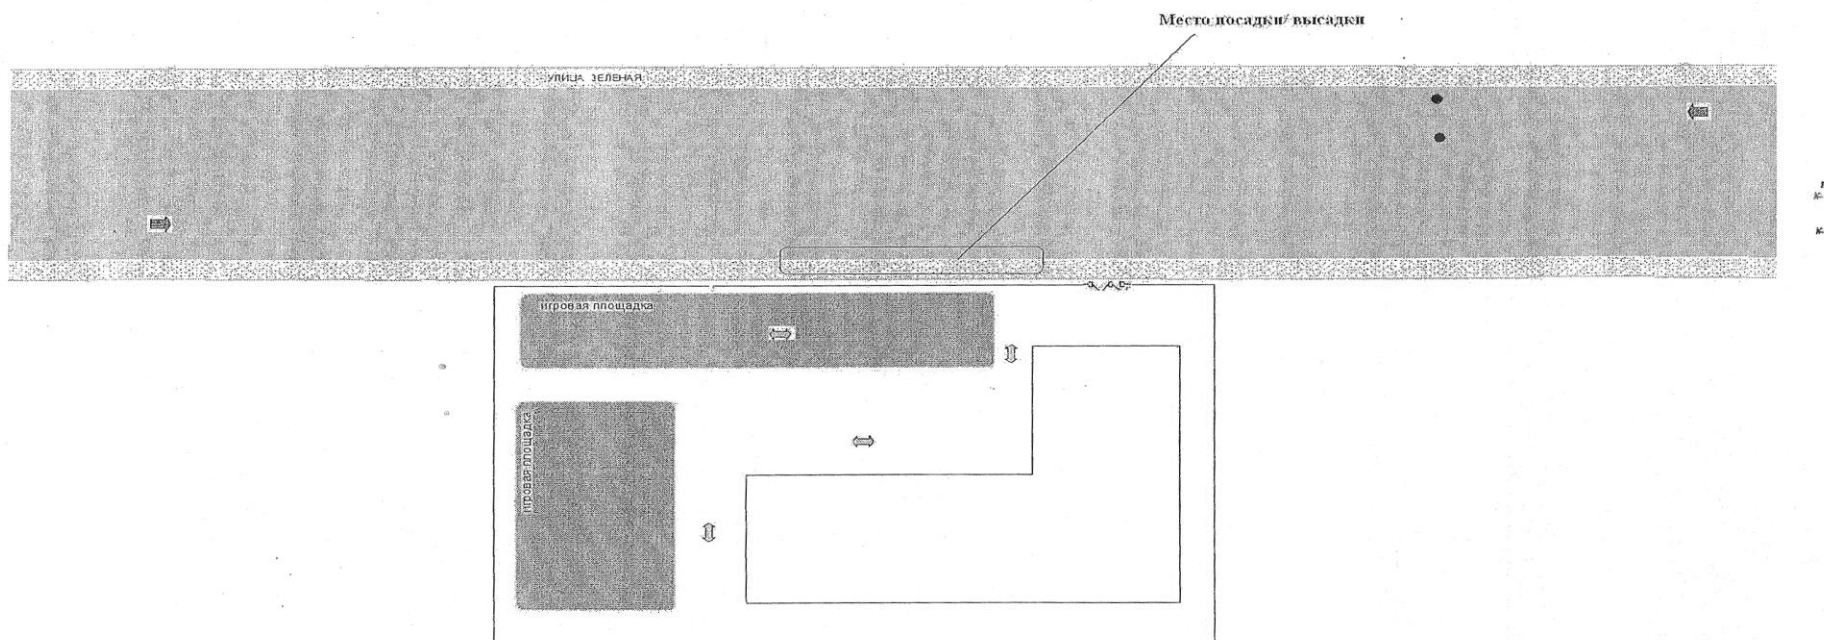 Место посадки/ высадки
УЛИЦА ЗЕЛЕНАЯ
игровая площадка
игровая площадка